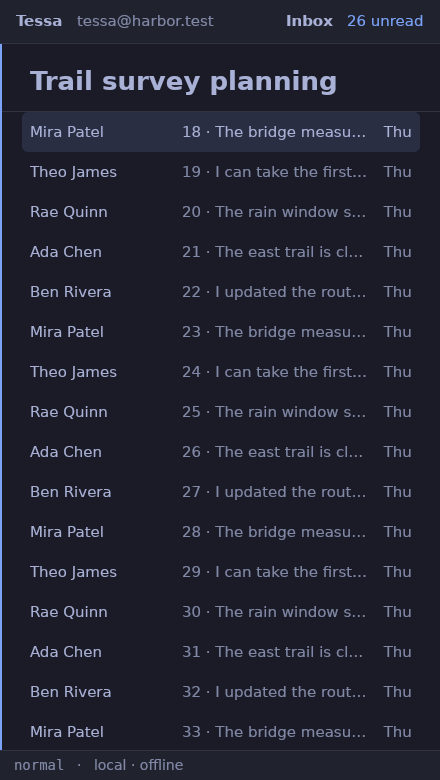 Tessa tessa@harbor.test Inbox 26 unread
Trail survey planning
Mira Patel 18 · The bridge measu... Thu
Theo James 19 · I can take the first... Thu
Rae Quinn 20 · The rain window s... Thu
Ada Chen 21 · The east trail is cl... Thu
Ben Rivera 22 · I updated the rout... Thu
Mira Patel 23 · The bridge measu... Thu
Theo James 24 · I can take the first... Thu
Rae Quinn 25 · The rain window s... Thu
Ada Chen 26 · The east trail is cl... Thu
Ben Rivera 27 · I updated the rout... Thu
Mira Patel 28 · The bridge measu... Thu
Theo James 29 · I can take the first... Thu
Rae Quinn 30 · The rain window s... Thu
Ada Chen 31 · The east trail is cl... Thu
Ben Rivera 32 · I updated the rout... Thu
Mira Patel 33 · The bridge measu... Thu
normal · local · offline